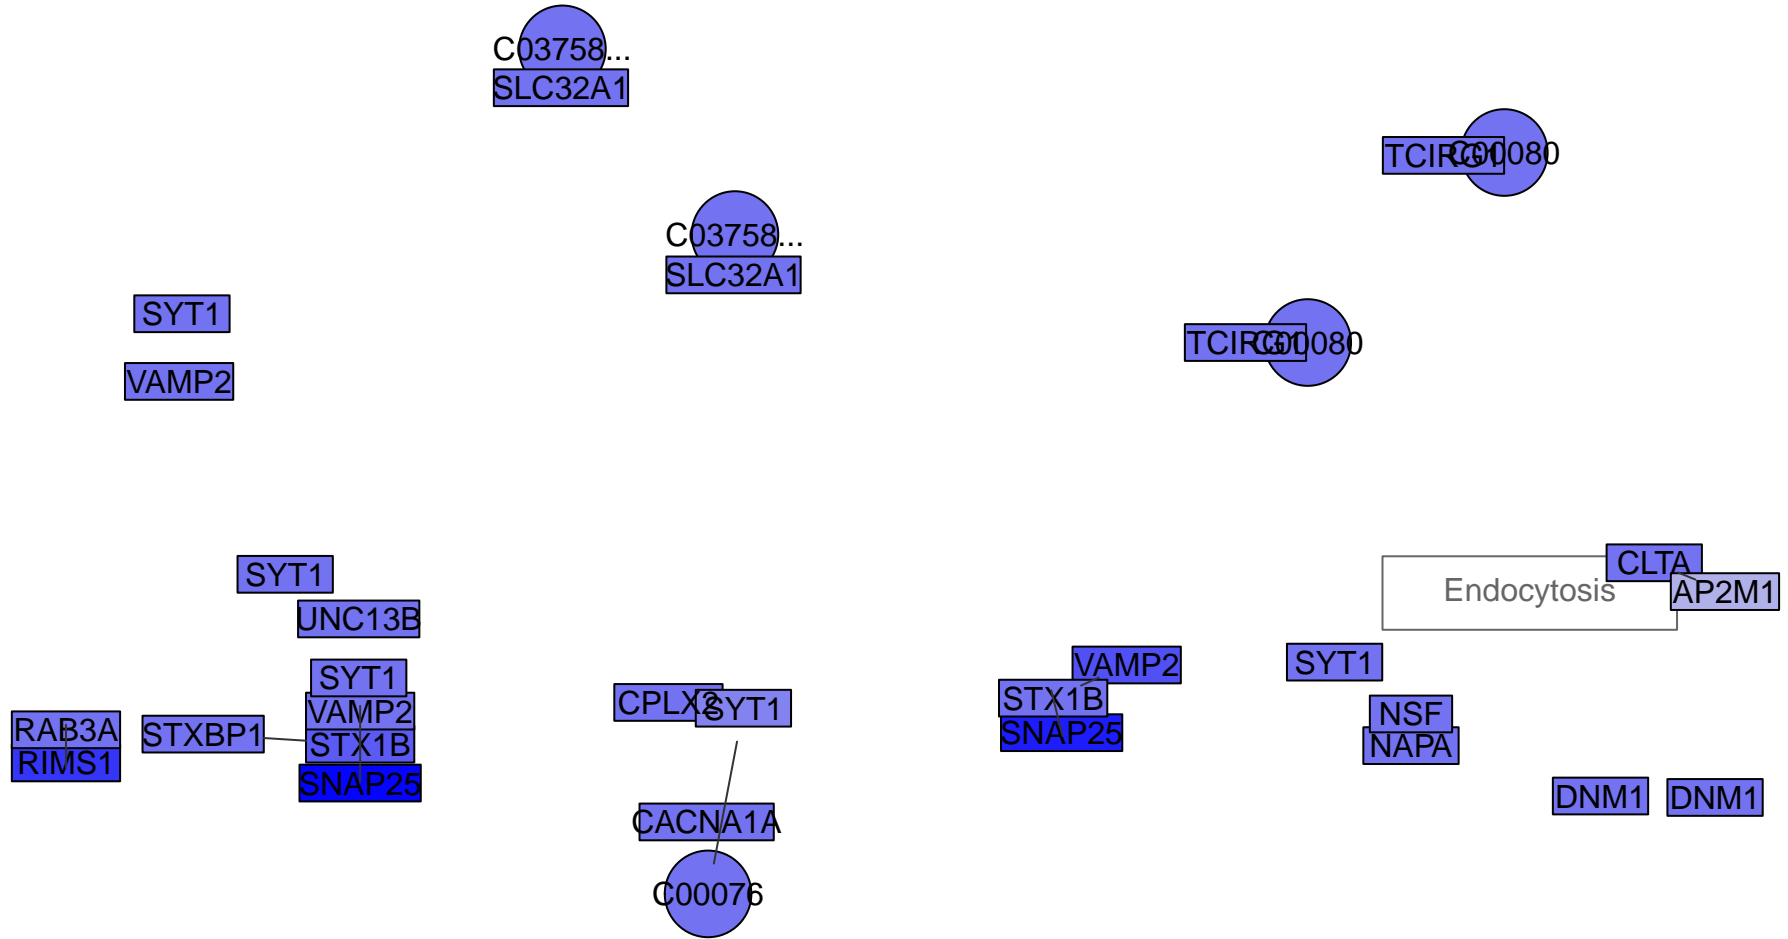 C03758...
SLC32A1
TCIRG1
C00080
C03758...
SLC32A1
SYT1
TCIRG1
C00080
VAMP2
SYT1
CLTA
Endocytosis
AP2M1
UNC13B
SYT1
VAMP2
SYT1
STX1B
CPLX2
SYT1
VAMP2
NSF
RAB3A
STXBP1
STX1B
SNAP25
NAPA
RIMS1
SNAP25
DNM1
DNM1
CACNA1A
C00076